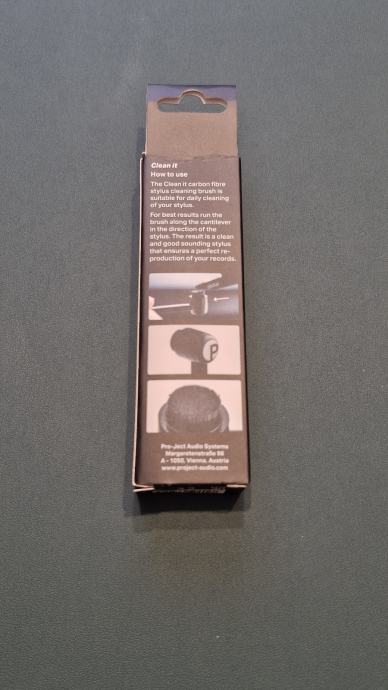 Clean it
How to use
The Clean it carbon fibre
stylus cleaning brush is
suitable for daily cleaning
of your stylus.
For best results run the
brush along the cantilever
in the direction of the
stylus. The result is a clean
and good sounding stylus
that ensures a perfect re-
production of your records.
P
Pro-Ject Audio Systems
Margaretenstraße 98
A - 1050, Vienna, Austria
www.project-audio.com